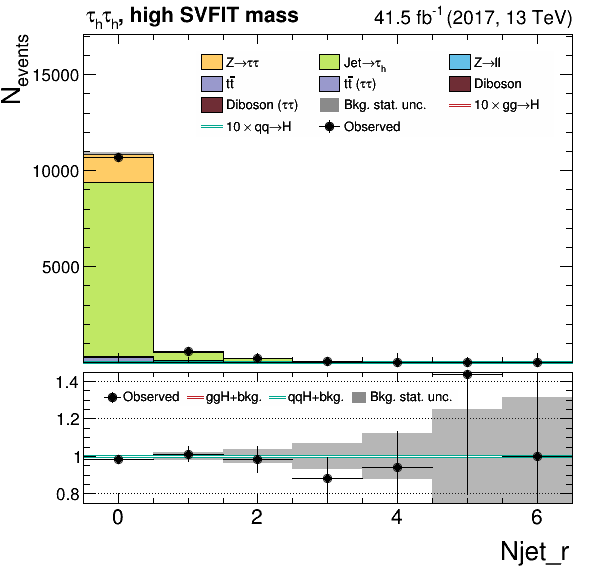 τhτh, high SVFIT mass 41.5 fb⁻¹ (2017, 13 TeV)
Nevents
15000
10000
5000
Z→ττ Jet→τh Z→ll
tt̄ tt̄ (ττ) Diboson
Diboson (ττ) Bkg. stat. unc. 10 × gg→H
10 × qq→H Observed
1.4
1.2
1
0.8
Observed ggH+bkg. qqH+bkg. Bkg. stat. unc.
0 2 4 6
Njet_r